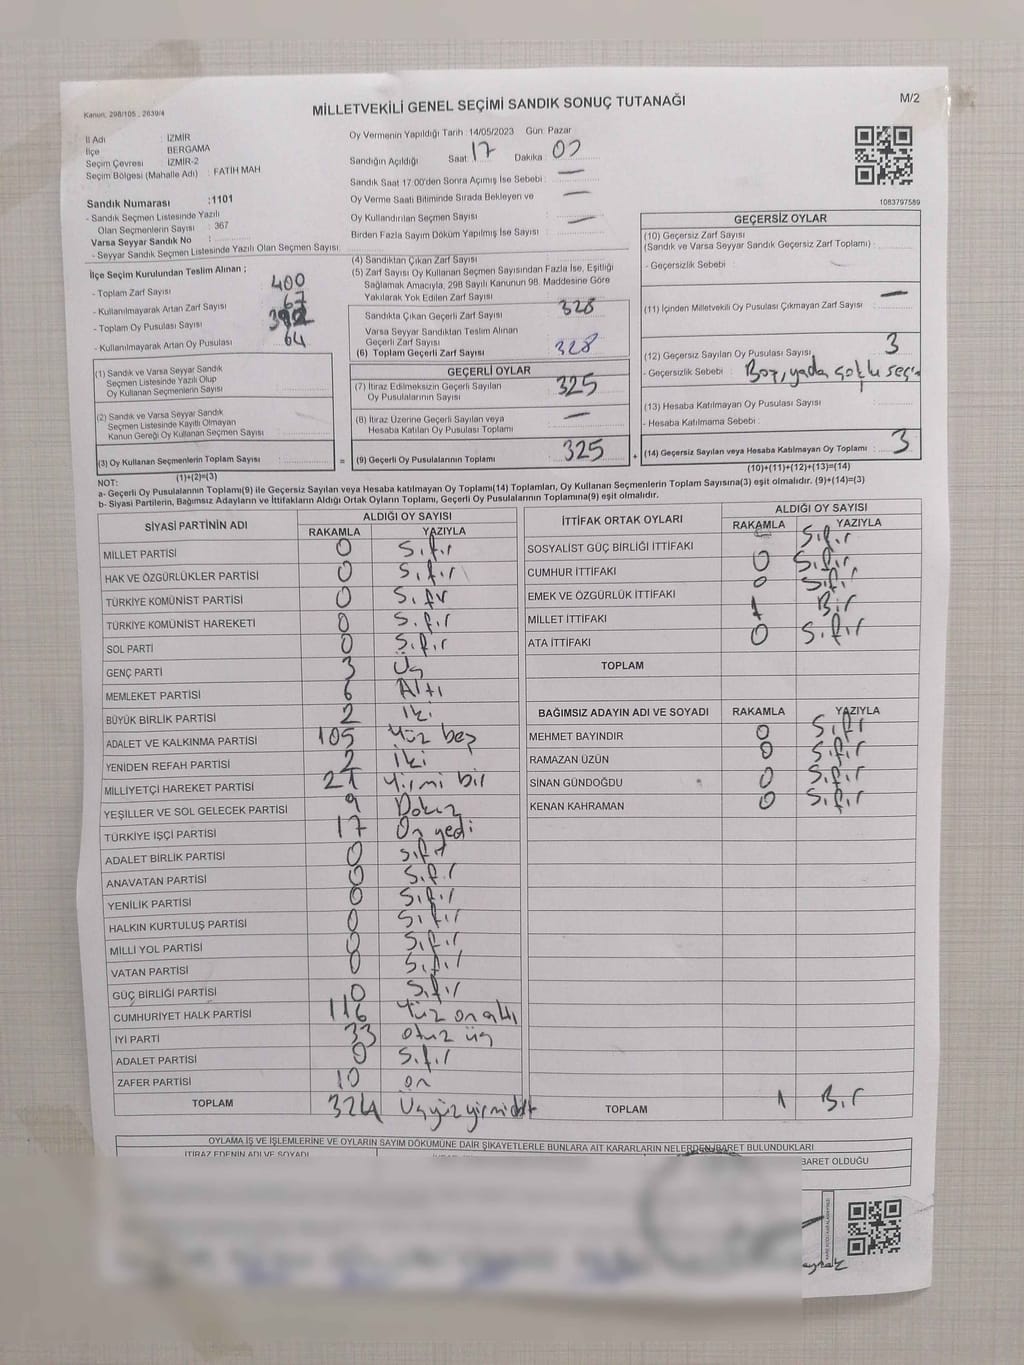 Kanun, 298/105 , 2839/4
MİLLETVEKİLİ GENEL SEÇİMİ SANDIK SONUÇ TUTANAĞI
M/2
İl Adı : İZMİR
İlçe : BERGAMA
Seçim Çevresi : İZMİR-2
Seçim Bölgesi (Mahalle Adı) : FATİH MAH
Sandık Numarası :1101
- Sandık Seçmen Listesinde Yazılı
Olan Seçmenlerin Sayısı : 367
Varsa Seyyar Sandık No :
- Seyyar Sandık Seçmen Listesinde Yazılı Olan Seçmen Sayısı:
Oy Vermenin Yapıldığı Tarih :14/05/2023 Gün: Pazar
Sandığın Açıldığı Saat 17 Dakika : 00
Sandık Saat 17:00'den Sonra Açımış İse Sebebi : —
Oy Verme Saati Bitiminde Sırada Bekleyen ve
Oy Kullandırılan Seçmen Sayısı : —
Birden Fazla Sayım Döküm Yapılmış İse Sayısı : —
1083797589
İlçe Seçim Kurulundan Teslim Alınan ;
- Toplam Zarf Sayısı : 400
- Kullanılmayarak Artan Zarf Sayısı : 67
- Toplam Oy Pusulası Sayısı : 392
- Kullanılmayarak Artan Oy Pusulası : 64
(1) Sandık ve Varsa Seyyar Sandık
Seçmen Listesinde Yazılı Olup
Oy Kullanan Seçmenlerin Sayısı
(2) Sandık ve Varsa Seyyar Sandık
Seçmen Listesinde Kayıtlı Olmayan
Kanun Gereği Oy Kullanan Seçmen Sayısı :
(3) Oy Kullanan Seçmenlerin Toplam Sayısı :
(1)+(2)=(3)
(4) Sandıktan Çıkan Zarf Sayısı :
(5) Zarf Sayısı Oy Kullanan Seçmen Sayısından Fazla İse, Eşitliği
Sağlamak Amacıyla, 298 Sayılı Kanunun 98. Maddesine Göre
Yakılarak Yok Edilen Zarf Sayısı :
Sandıkta Çıkan Geçerli Zarf Sayısı : 328
Varsa Seyyar Sandıktan Teslim Alınan
Geçerli Zarf Sayısı :
(6) Toplam Geçerli Zarf Sayısı : 328
GEÇERLİ OYLAR
(7) İtiraz Edilmeksizin Geçerli Sayılan
Oy Pusulalarının Sayısı : 325
(8) İtiraz Üzerine Geçerli Sayılan veya
Hesaba Katılan Oy Pusulası Toplamı : —
= (9) Geçerli Oy Pusulalarının Toplamı : 325
GEÇERSİZ OYLAR
(10) Geçersiz Zarf Sayısı
(Sandık ve Varsa Seyyar Sandık Geçersiz Zarf Toplamı) :
- Geçersizlik Sebebi :
(11) İçinden Milletvekili Oy Pusulası Çıkmayan Zarf Sayısı : —
(12) Geçersiz Sayılan Oy Pusulası Sayısı : 3
- Geçersizlik Sebebi : Boş, yada çoklu seç
(13) Hesaba Katılmayan Oy Pusulası Sayısı :
- Hesaba Katılmama Sebebi :
+ (14) Geçersiz Sayılan veya Hesaba Katılmayan Oy Toplamı : 3
(10)+(11)+(12)+(13)=(14)
NOT:
a- Geçerli Oy Pusulalarının Toplamı(9) ile Geçersiz Sayılan veya Hesaba katılmayan Oy Toplamı(14) Toplamları, Oy Kullanan Seçmenlerin Toplam Sayısına(3) eşit olmalıdır. (9)+(14)=(3)
b- Siyasi Partilerin, Bağımsız Adayların ve İttifakların Aldığı Ortak Oyların Toplamı, Geçerli Oy Pusulalarının Toplamına(9) eşit olmalıdır.
SİYASİ PARTİNİN ADI ALDIĞI OY SAYISI
RAKAMLA YAZIYLA
MİLLET PARTİSİ 0 Sıfır
HAK VE ÖZGÜRLÜKLER PARTİSİ 0 Sıfır
TÜRKİYE KOMÜNİST PARTİSİ 0 Sıfır
TÜRKİYE KOMÜNİST HAREKETİ 0 Sıfır
SOL PARTİ 0 Sıfır
GENÇ PARTİ 3 Üç
MEMLEKET PARTİSİ 6 Altı
BÜYÜK BİRLİK PARTİSİ 2 İki
ADALET VE KALKINMA PARTİSİ 105 Yüz beş
YENİDEN REFAH PARTİSİ 2 İki
MİLLİYETÇİ HAREKET PARTİSİ 21 Yirmi bir
YEŞİLLER VE SOL GELECEK PARTİSİ 9 Dokuz
TÜRKİYE İŞÇİ PARTİSİ 17 On yedi
ADALET BİRLİK PARTİSİ 0 Sıfır
ANAVATAN PARTİSİ 0 Sıfır
YENİLİK PARTİSİ 0 Sıfır
HALKIN KURTULUŞ PARTİSİ 0 Sıfır
MİLLİ YOL PARTİSİ 0 Sıfır
VATAN PARTİSİ 0 Sıfır
GÜÇ BİRLİĞİ PARTİSİ 0 Sıfır
CUMHURİYET HALK PARTİSİ 116 Yüz on altı
İYİ PARTİ 33 otuz üç
ADALET PARTİSİ 0 Sıfır
ZAFER PARTİSİ 10 on
TOPLAM 324 Üç yüz yirmi dört
İTTİFAK ORTAK OYLARI ALDIĞI OY SAYISI
RAKAMLA YAZIYLA
SOSYALİST GÜÇ BİRLİĞİ İTTİFAKI Sıfır
CUMHUR İTTİFAKI 0 Sıfır
EMEK VE ÖZGÜRLÜK İTTİFAKI 0 Sıfır
MİLLET İTTİFAKI 1 Bir
ATA İTTİFAKI 0 Sıfır
TOPLAM
BAĞIMSIZ ADAYIN ADI VE SOYADI RAKAMLA YAZIYLA
MEHMET BAYINDIR 0 Sıfır
RAMAZAN ÜZÜN 0 Sıfır
SİNAN GÜNDOĞDU 0 Sıfır
KENAN KAHRAMAN 0 Sıfır
TOPLAM 1 Bir
OYLAMA İŞ VE İŞLEMLERİNE VE OYLARIN SAYIM DÖKÜMÜNE DAİR ŞİKAYETLERLE BUNLARA AİT KARARLARIN NELERDEN İBARET BULUNDUKLARI
İTİRAZ EDENİN ADI VE SOYADI
BARET OLDUĞU